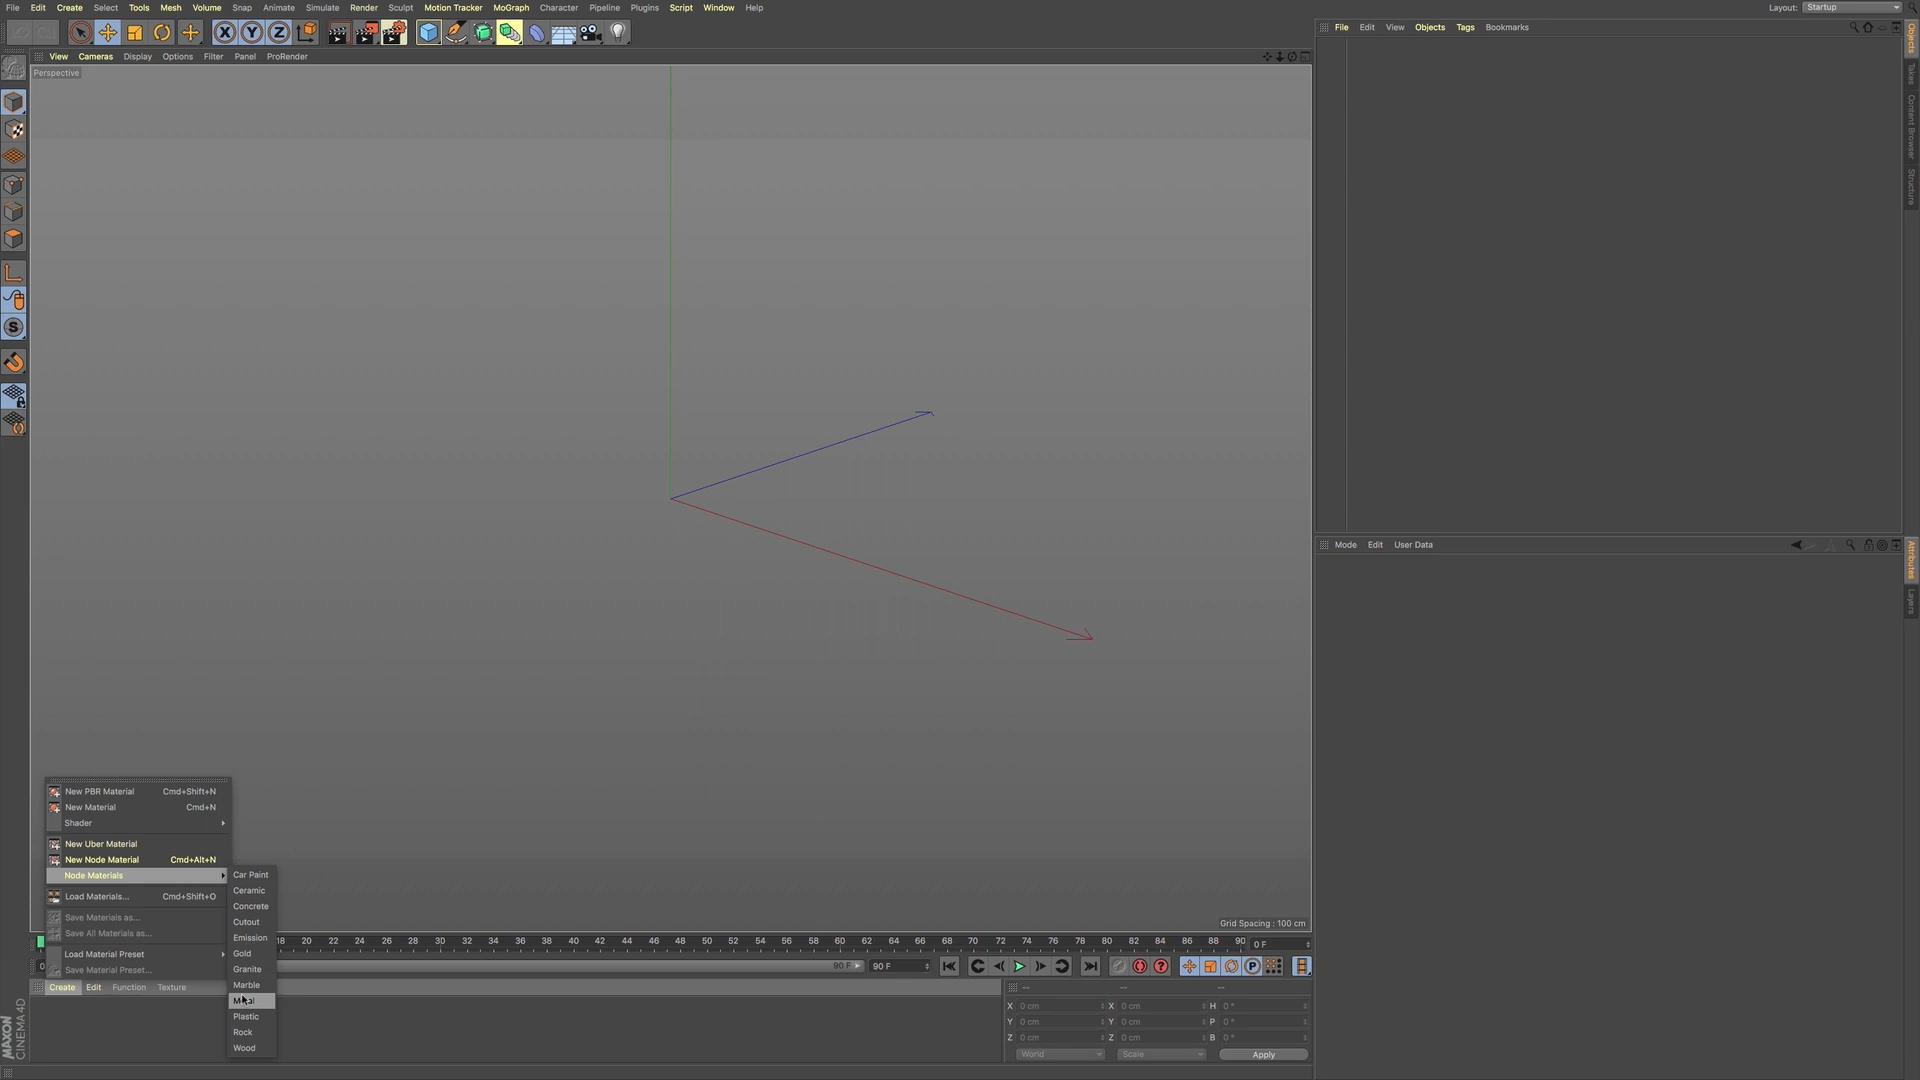 File Edit Create Select Tools Mesh Volume Snap Animate Simulate Render Sculpt Motion Tracker MoGraph Character Pipeline Plugins Script Window Help Layout: Startup
File Edit View Objects Tags Bookmarks
View Cameras Display Options Filter Panel ProRender
Perspective
Objects
Takes
Content Browser
Structure
Mode Edit User Data
Attributes
Layers
New PBR Material Cmd+Shift+N
New Material Cmd+N
Shader
New Uber Material
New Node Material Cmd+Alt+N
Node Materials
Load Materials... Cmd+Shift+O
Save Materials as...
Save All Materials as...
Load Material Preset
Save Material Preset...
Car Paint
Ceramic
Concrete
Cutout
Emission
Gold
Granite
Marble
Plastic
Rock
Wood
Grid Spacing : 100 cm
18 20 22 24 26 28 30 32 34 36 38 40 42 44 46 48 50 52 54 56 58 60 62 64 66 68 70 72 74 76 78 80 82 84 86 88 90 0 F
0 90 F 90 F
Create Edit Function Texture
-- -- --
X 0 cm X 0 cm H 0 °
Y 0 cm Y 0 cm P 0 °
Z 0 cm Z 0 cm B 0 °
World Scale Apply
MAXON
CINEMA 4D